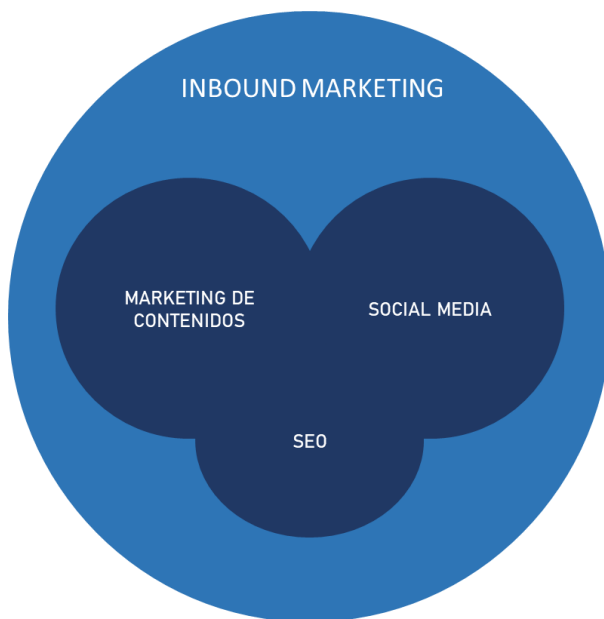 INBOUND MARKETING
MARKETING DE
CONTENIDOS
SOCIAL MEDIA
SEO